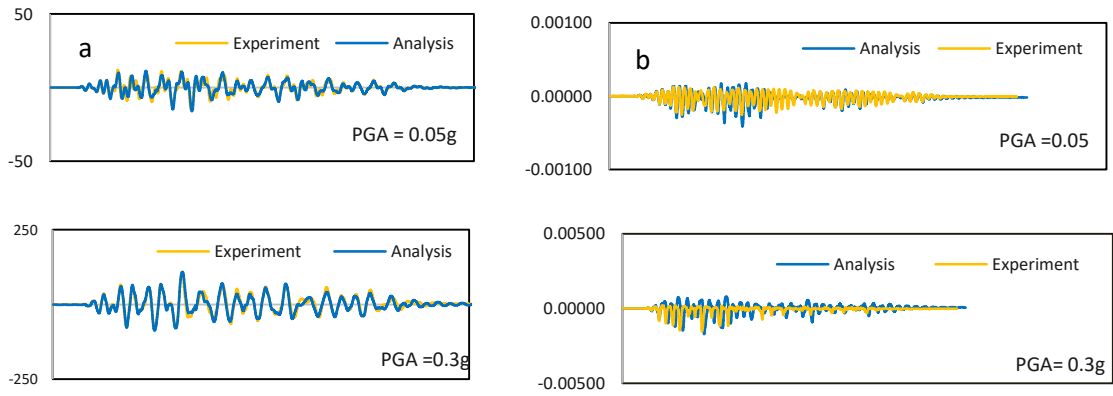 50
a
Experiment
Analysis
PGA = 0.05g
-50
0.00100
b
Analysis
Experiment
0.00000
PGA =0.05
-0.00100
250
Experiment
Analysis
PGA =0.3g
-250
0.00500
Analysis
Experiment
0.00000
PGA= 0.3g
-0.00500